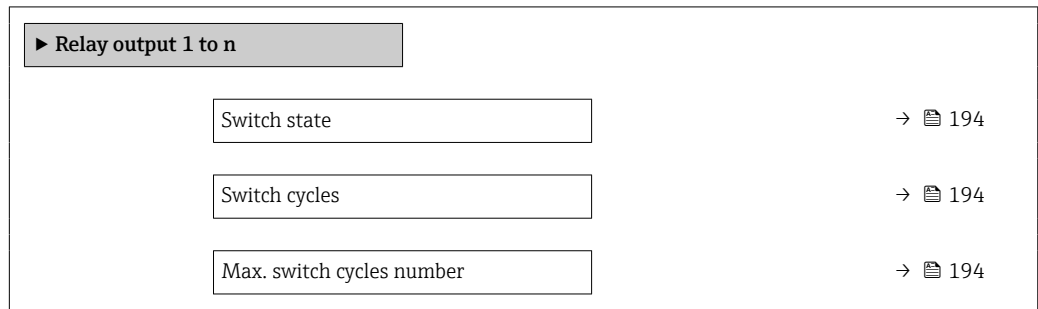 ▶ Relay output 1 to n
Switch state → 🗎 194
Switch cycles → 🗎 194
Max. switch cycles number → 🗎 194